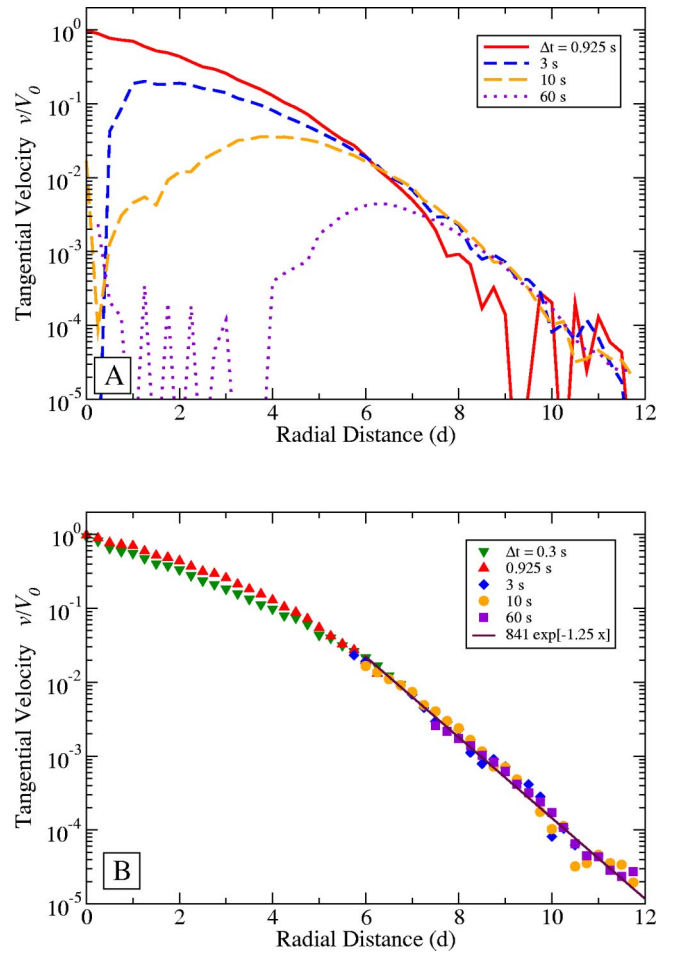 10^0
10^-1
10^-2
10^-3
10^-4
10^-5
Tangential Velocity v/V_0
Δt = 0.925 s
3 s
10 s
60 s
A
0 2 4 6 8 10 12
Radial Distance (d)
10^0
10^-1
10^-2
10^-3
10^-4
10^-5
Tangential Velocity v/V_0
Δt = 0.3 s
0.925 s
3 s
10 s
60 s
841 exp[-1.25 x]
B
0 2 4 6 8 10 12
Radial Distance (d)